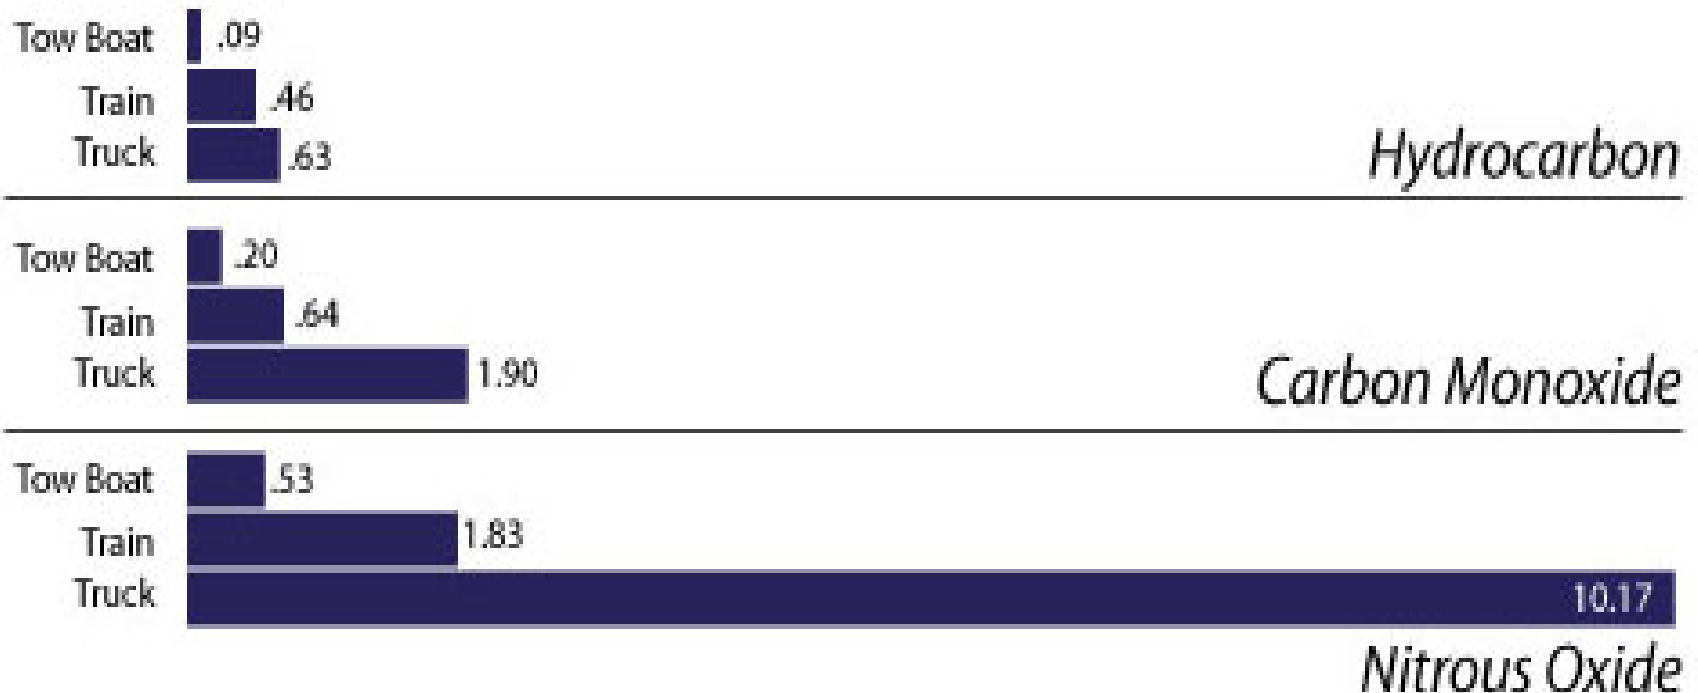 Tow Boat .09
Train .46
Truck .63
Hydrocarbon
Tow Boat .20
Train .64
Truck 1.90
Carbon Monoxide
Tow Boat .53
Train 1.83
Truck 10.17
Nitrous Oxide